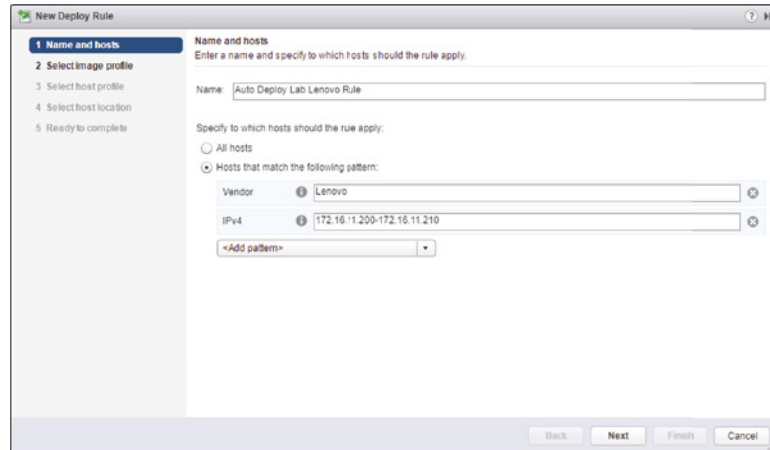 New Deploy Rule
1 Name and hosts
2 Select image profile
3 Select host profile
4 Select host location
5 Ready to complete
Name and hosts
Enter a name and specify to which hosts should the rule apply.
Name: Auto Deploy Lab Lenovo Rule
Specify to which hosts should the rue apply:
All hosts
Hosts that match the following pattern:
Vendor Lenovo
IPv4 172.16.11.200-172.16.11.210
<Add pattern>
Back Next Finish Cancel